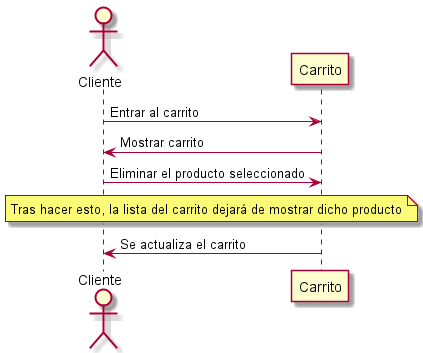 Cliente
Carrito
Entrar al carrito
Mostrar carrito
Eliminar el producto seleccionado
Tras hacer esto, la lista del carrito dejará de mostrar dicho producto
Se actualiza el carrito
Cliente
Carrito